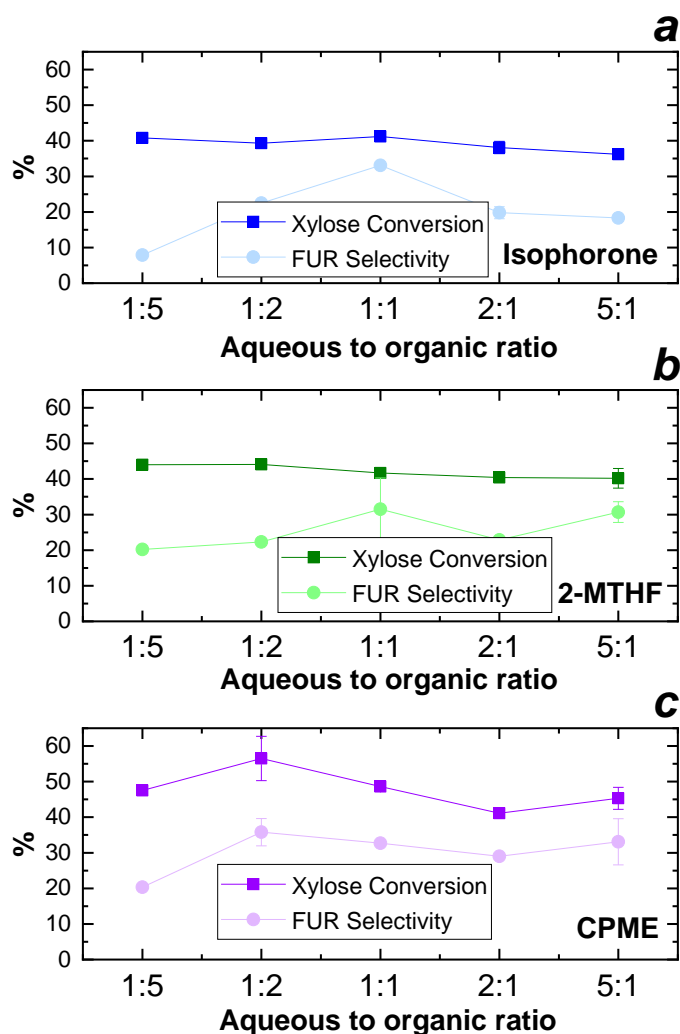 a
60
50
40
30
20
10
0
%
Xylose Conversion
FUR Selectivity
Isophorone
1:5 1:2 1:1 2:1 5:1
Aqueous to organic ratio
b
60
50
40
30
20
10
0
%
Xylose Conversion
FUR Selectivity
2-MTHF
1:5 1:2 1:1 2:1 5:1
Aqueous to organic ratio
c
60
50
40
30
20
10
0
%
Xylose Conversion
FUR Selectivity
CPME
1:5 1:2 1:1 2:1 5:1
Aqueous to organic ratio